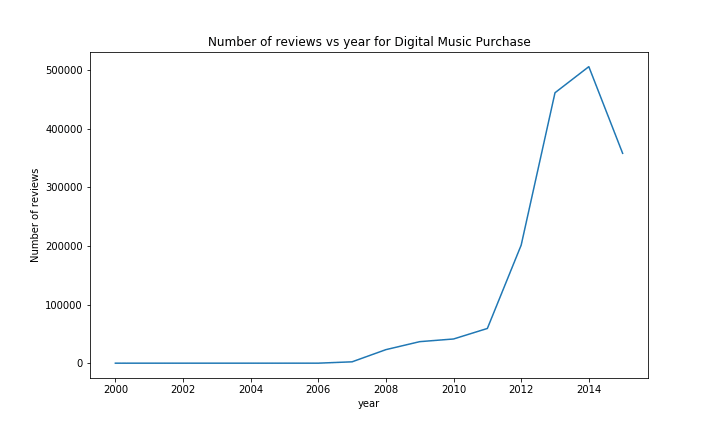 Number of reviews vs year for Digital Music Purchase
500000
400000
300000
200000
100000
0
Number of reviews
2000 2002 2004 2006 2008 2010 2012 2014
year